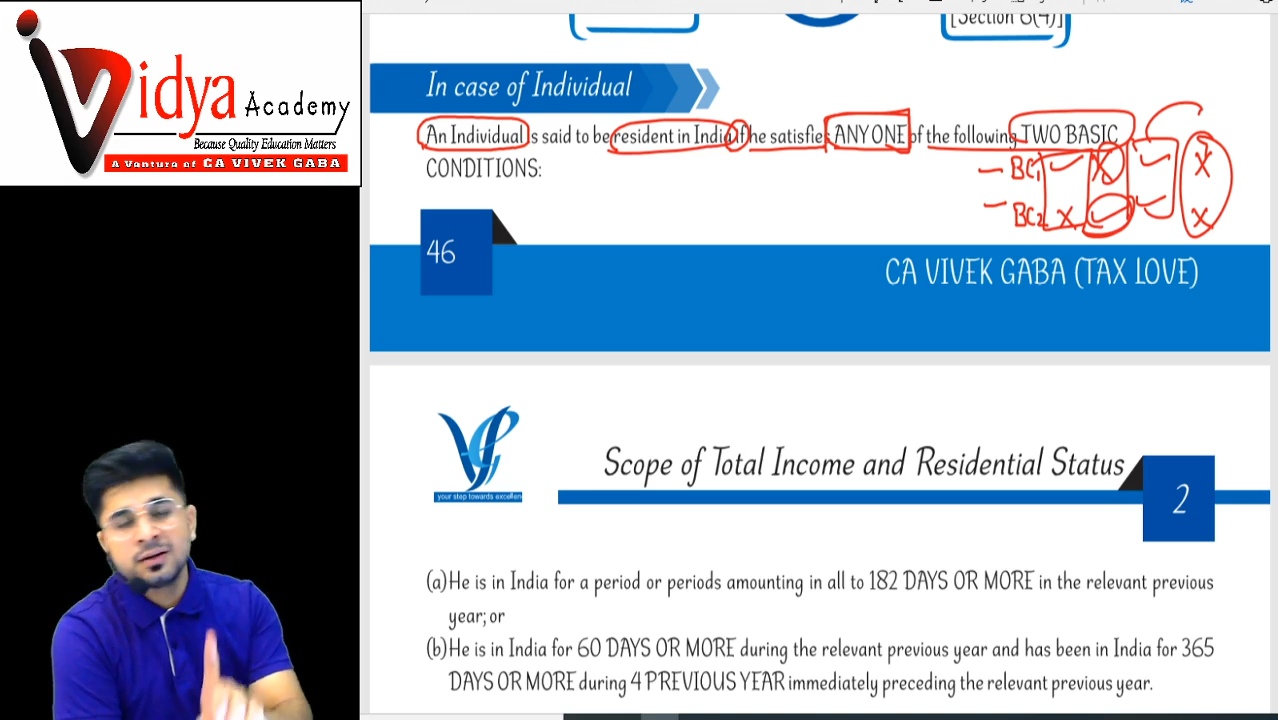 Vidya Academy
Because Quality Education Matters
A Ventura of CA VIVEK GABA
[Section 6(4)]
In case of Individual
An Individual is said to be resident in India if he satisfies ANY ONE of the following TWO BASIC
CONDITIONS:
BC1
BC2
46
CA VIVEK GABA (TAX LOVE)
your step towards excellen
Scope of Total Income and Residential Status
2
(a) He is in India for a period or periods amounting in all to 182 DAYS OR MORE in the relevant previous
year; or
(b) He is in India for 60 DAYS OR MORE during the relevant previous year and has been in India for 365
DAYS OR MORE during 4 PREVIOUS YEAR immediately preceding the relevant previous year.